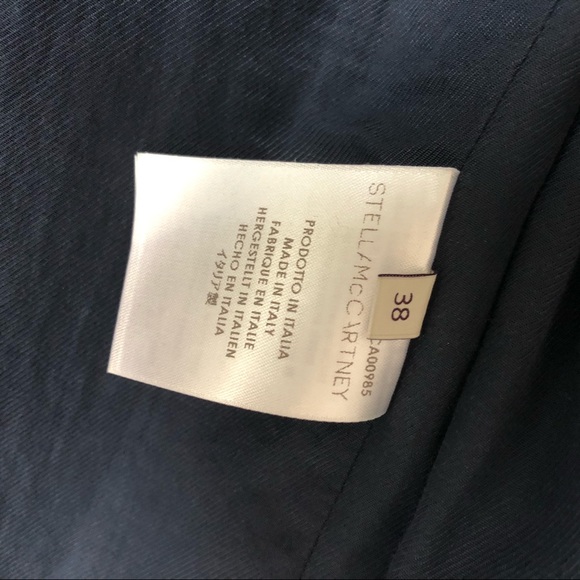 38
CA00985
STELLA McCARTNEY
PRODOTTO IN ITALIA
MADE IN ITALY
FABRIQUE EN ITALIE
HERGESTELLT IN ITALIEN
HECHO EN ITALIA
イタリア製